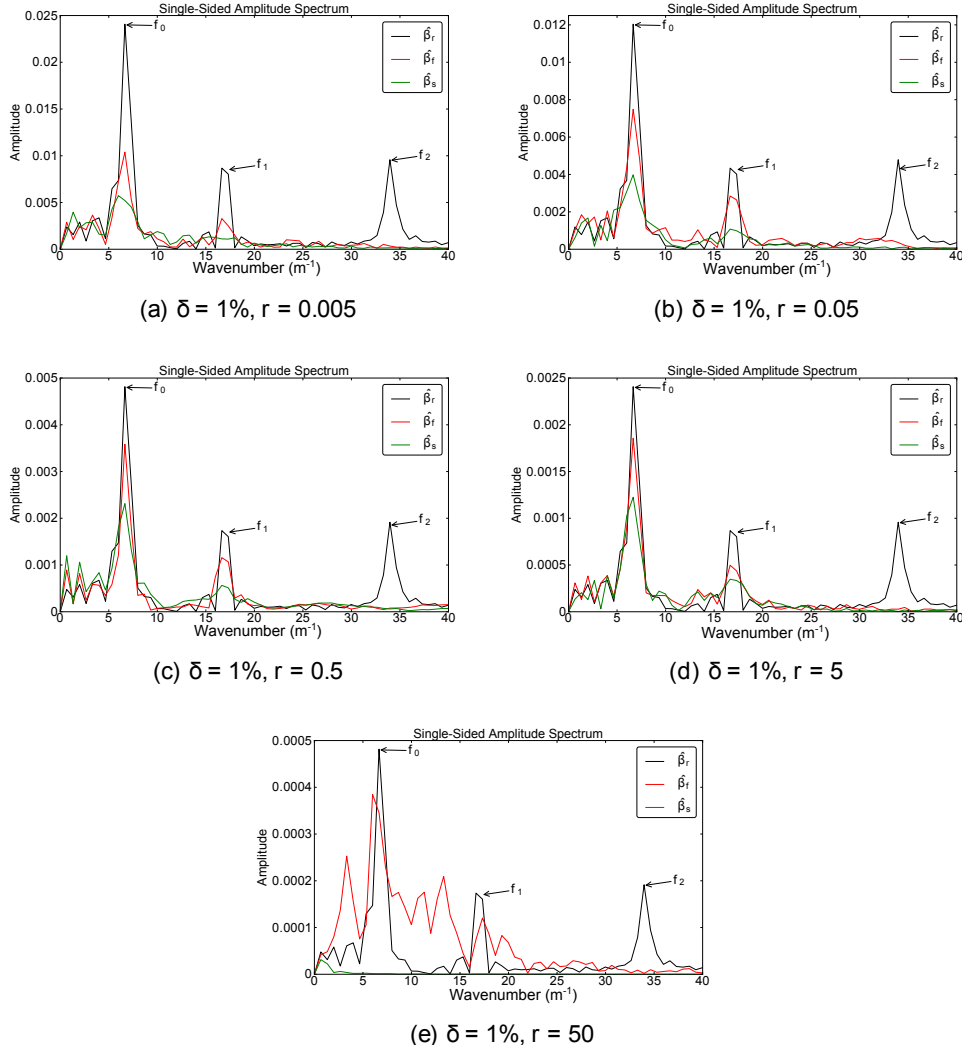 Single-Sided Amplitude Spectrum
0.025
0.020
0.015
0.010
0.005
0
Amplitude
f₀
f₁
f₂
β̂ᵣ
β̂f
β̂ₛ
0 5 10 15 20 25 30 35 40
Wavenumber (m⁻¹)
(a) δ = 1%, r = 0.005
Single-Sided Amplitude Spectrum
0.012
0.010
0.008
0.006
0.004
0.002
0
Amplitude
f₀
f₁
f₂
β̂ᵣ
β̂f
β̂ₛ
0 5 10 15 20 25 30 35 40
Wavenumber (m⁻¹)
(b) δ = 1%, r = 0.05
Single-Sided Amplitude Spectrum
0.005
0.004
0.003
0.002
0.001
0
Amplitude
f₀
f₁
f₂
β̂ᵣ
β̂f
β̂ₛ
0 5 10 15 20 25 30 35 40
Wavenumber (m⁻¹)
(c) δ = 1%, r = 0.5
Single-Sided Amplitude Spectrum
0.0025
0.002
0.0015
0.001
0.0005
0
Amplitude
f₀
f₁
f₂
β̂ᵣ
β̂f
β̂ₛ
0 5 10 15 20 25 30 35 40
Wavenumber (m⁻¹)
(d) δ = 1%, r = 5
Single-Sided Amplitude Spectrum
0.0005
0.0004
0.0003
0.0002
0.0001
0
Amplitude
f₀
f₁
f₂
β̂ᵣ
β̂f
β̂ₛ
0 5 10 15 20 25 30 35 40
Wavenumber (m⁻¹)
(e) δ = 1%, r = 50